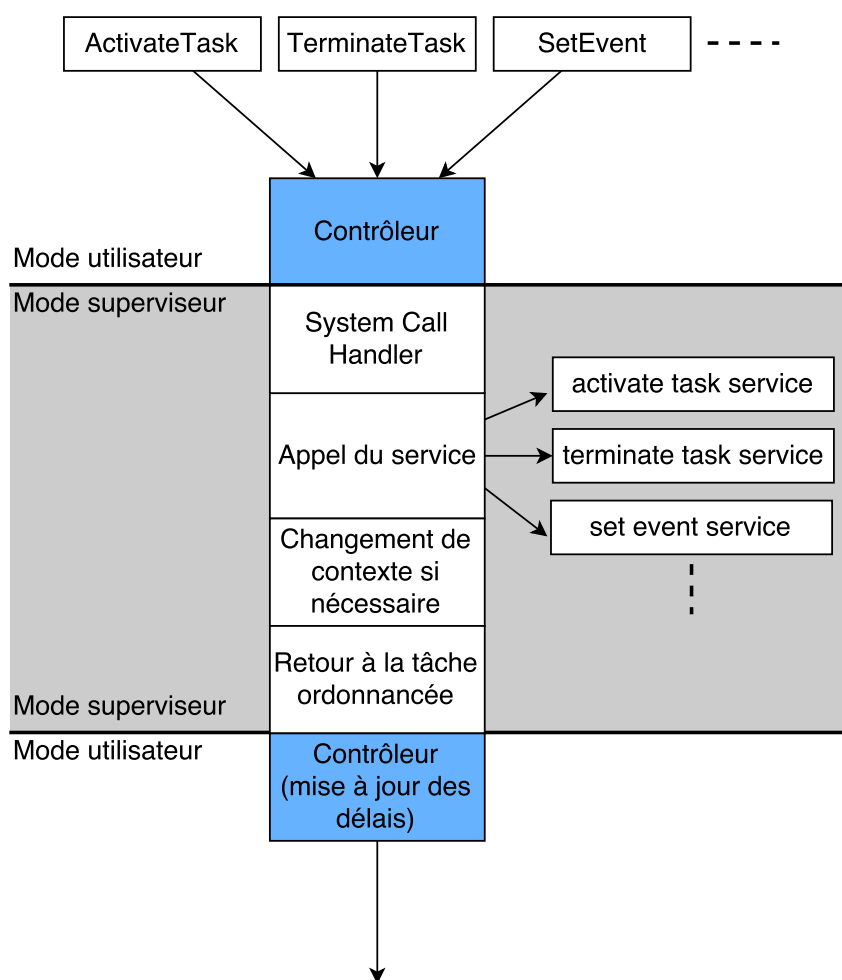 ActivateTask
TerminateTask
SetEvent
Contrôleur
Mode utilisateur
Mode superviseur
System Call
Handler
activate task service
Appel du service
terminate task service
set event service
Changement de
contexte si
nécessaire
Retour à la tâche
ordonnancée
Mode superviseur
Mode utilisateur
Contrôleur
(mise à jour des
délais)